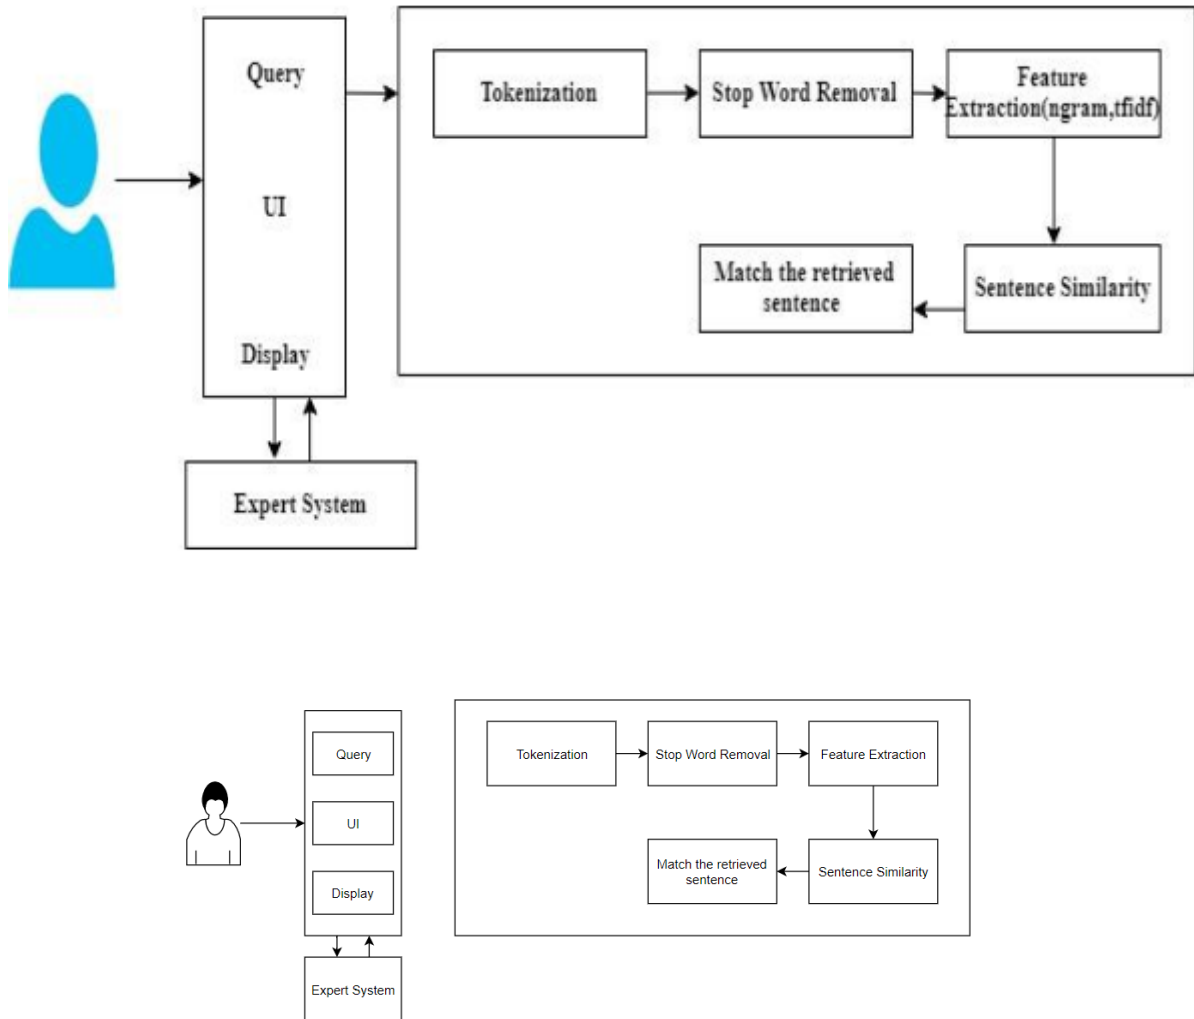 Query
UI
Display
Expert System
Tokenization
Stop Word Removal
Feature
Extraction(ngram,tfidf)
Match the retrieved
sentence
Sentence Similarity
Query
UI
Display
Expert System
Tokenization
Stop Word Removal
Feature Extraction
Match the retrieved
sentence
Sentence Similarity